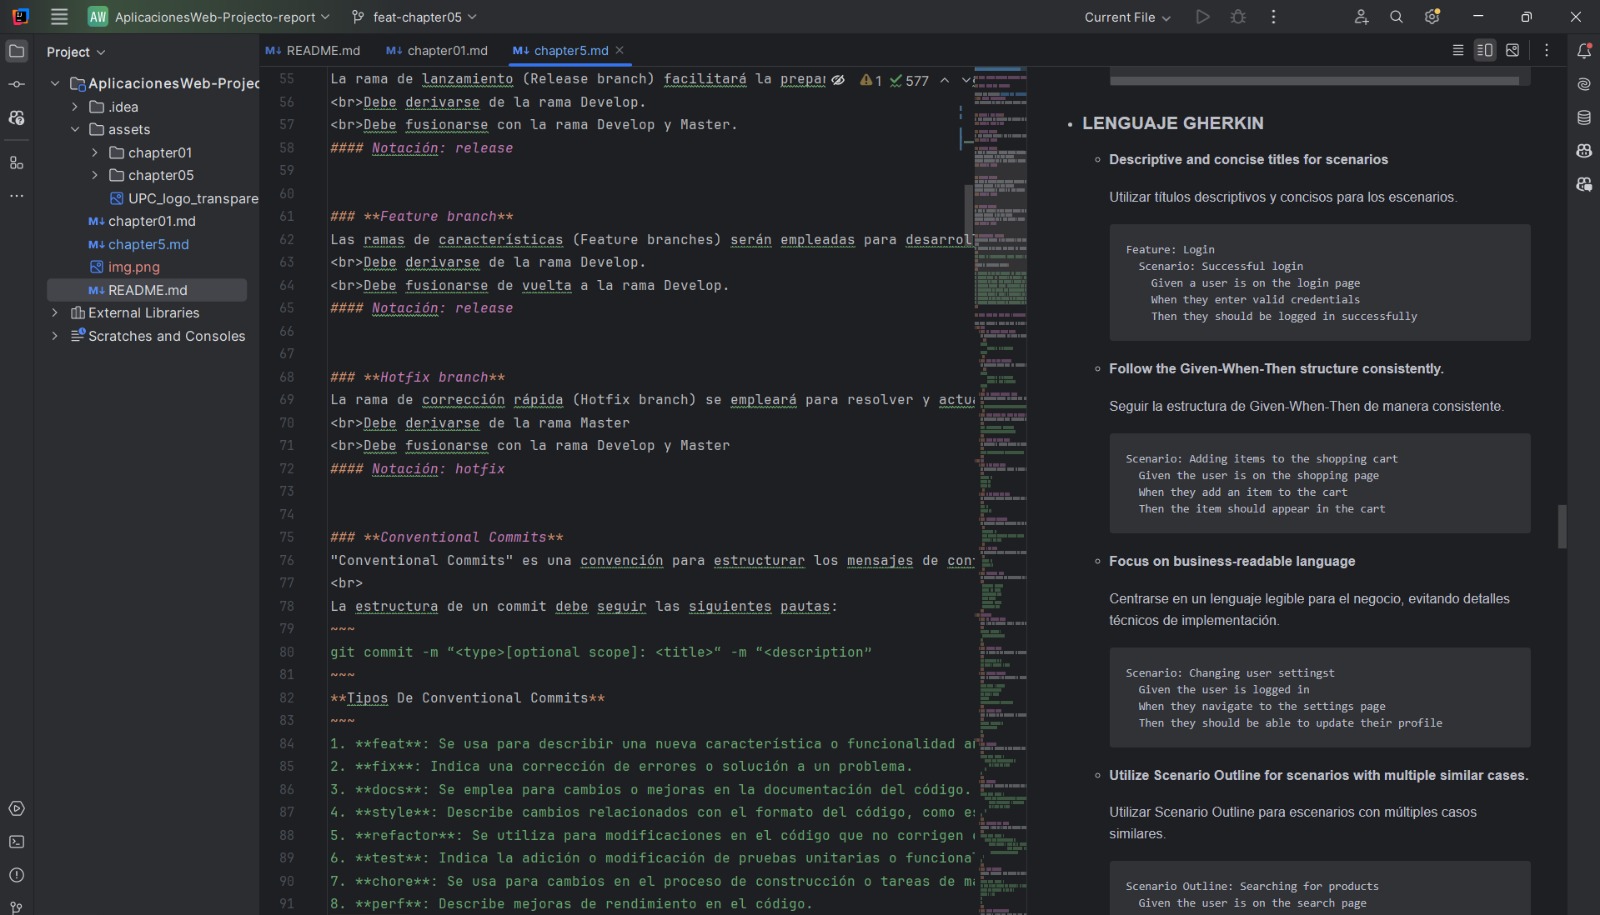 AW AplicacionesWeb-Projecto-report feat-chapter05 Current File
Project
README.md chapter01.md chapter5.md
AplicacionesWeb-Projec
.idea
assets
chapter01
chapter05
UPC_logo_transpare
chapter01.md
chapter5.md
img.png
README.md
External Libraries
Scratches and Consoles
1 577
55 La rama de lanzamiento (Release branch) facilitará la prepar
56 <br>Debe derivarse de la rama Develop.
57 <br>Debe fusionarse con la rama Develop y Master.
58 #### Notación: release
59
60
61 ### **Feature branch**
62 Las ramas de características (Feature branches) serán empleadas para desarrol
63 <br>Debe derivarse de la rama Develop.
64 <br>Debe fusionarse de vuelta a la rama Develop.
65 #### Notación: release
66
67
68 ### **Hotfix branch**
69 La rama de corrección rápida (Hotfix branch) se empleará para resolver y actua
70 <br>Debe derivarse de la rama Master
71 <br>Debe fusionarse con la rama Develop y Master
72 #### Notación: hotfix
73
74
75 ### **Conventional Commits**
76 "Conventional Commits" es una convención para estructurar los mensajes de con
77 <br>
78 La estructura de un commit debe seguir las siguientes pautas:
79 ~~~
80 git commit -m “<type>[optional scope]: <title>“ -m “<description”
81 ~~~
82 **Tipos De Conventional Commits**
83 ~~~
84 1. **feat**: Se usa para describir una nueva característica o funcionalidad añ
85 2. **fix**: Indica una corrección de errores o solución a un problema.
86 3. **docs**: Se emplea para cambios o mejoras en la documentación del código.
87 4. **style**: Describe cambios relacionados con el formato del código, como es
88 5. **refactor**: Se utiliza para modificaciones en el código que no corrigen
89 6. **test**: Indica la adición o modificación de pruebas unitarias o funciona
90 7. **chore**: Se usa para cambios en el proceso de construcción o tareas de ma
91 8. **perf**: Describe mejoras de rendimiento en el código.
LENGUAJE GHERKIN
Descriptive and concise titles for scenarios
Utilizar títulos descriptivos y concisos para los escenarios.
Feature: Login
Scenario: Successful login
Given a user is on the login page
When they enter valid credentials
Then they should be logged in successfully
Follow the Given-When-Then structure consistently.
Seguir la estructura de Given-When-Then de manera consistente.
Scenario: Adding items to the shopping cart
Given the user is on the shopping page
When they add an item to the cart
Then the item should appear in the cart
Focus on business-readable language
Centrarse en un lenguaje legible para el negocio, evitando detalles
técnicos de implementación.
Scenario: Changing user settingst
Given the user is logged in
When they navigate to the settings page
Then they should be able to update their profile
Utilize Scenario Outline for scenarios with multiple similar cases.
Utilizar Scenario Outline para escenarios con múltiples casos
similares.
Scenario Outline: Searching for products
Given the user is on the search page